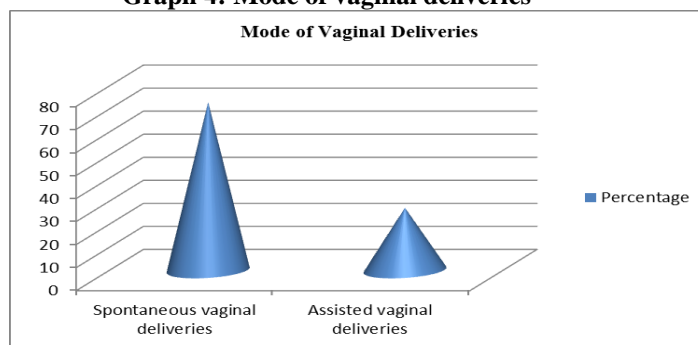 Graph 4: Mode of vaginal deliveries
Mode of Vaginal Deliveries
80
70
60
50
40
30
20
10
0
Spontaneous vaginal
deliveries
Assisted vaginal
deliveries
Percentage